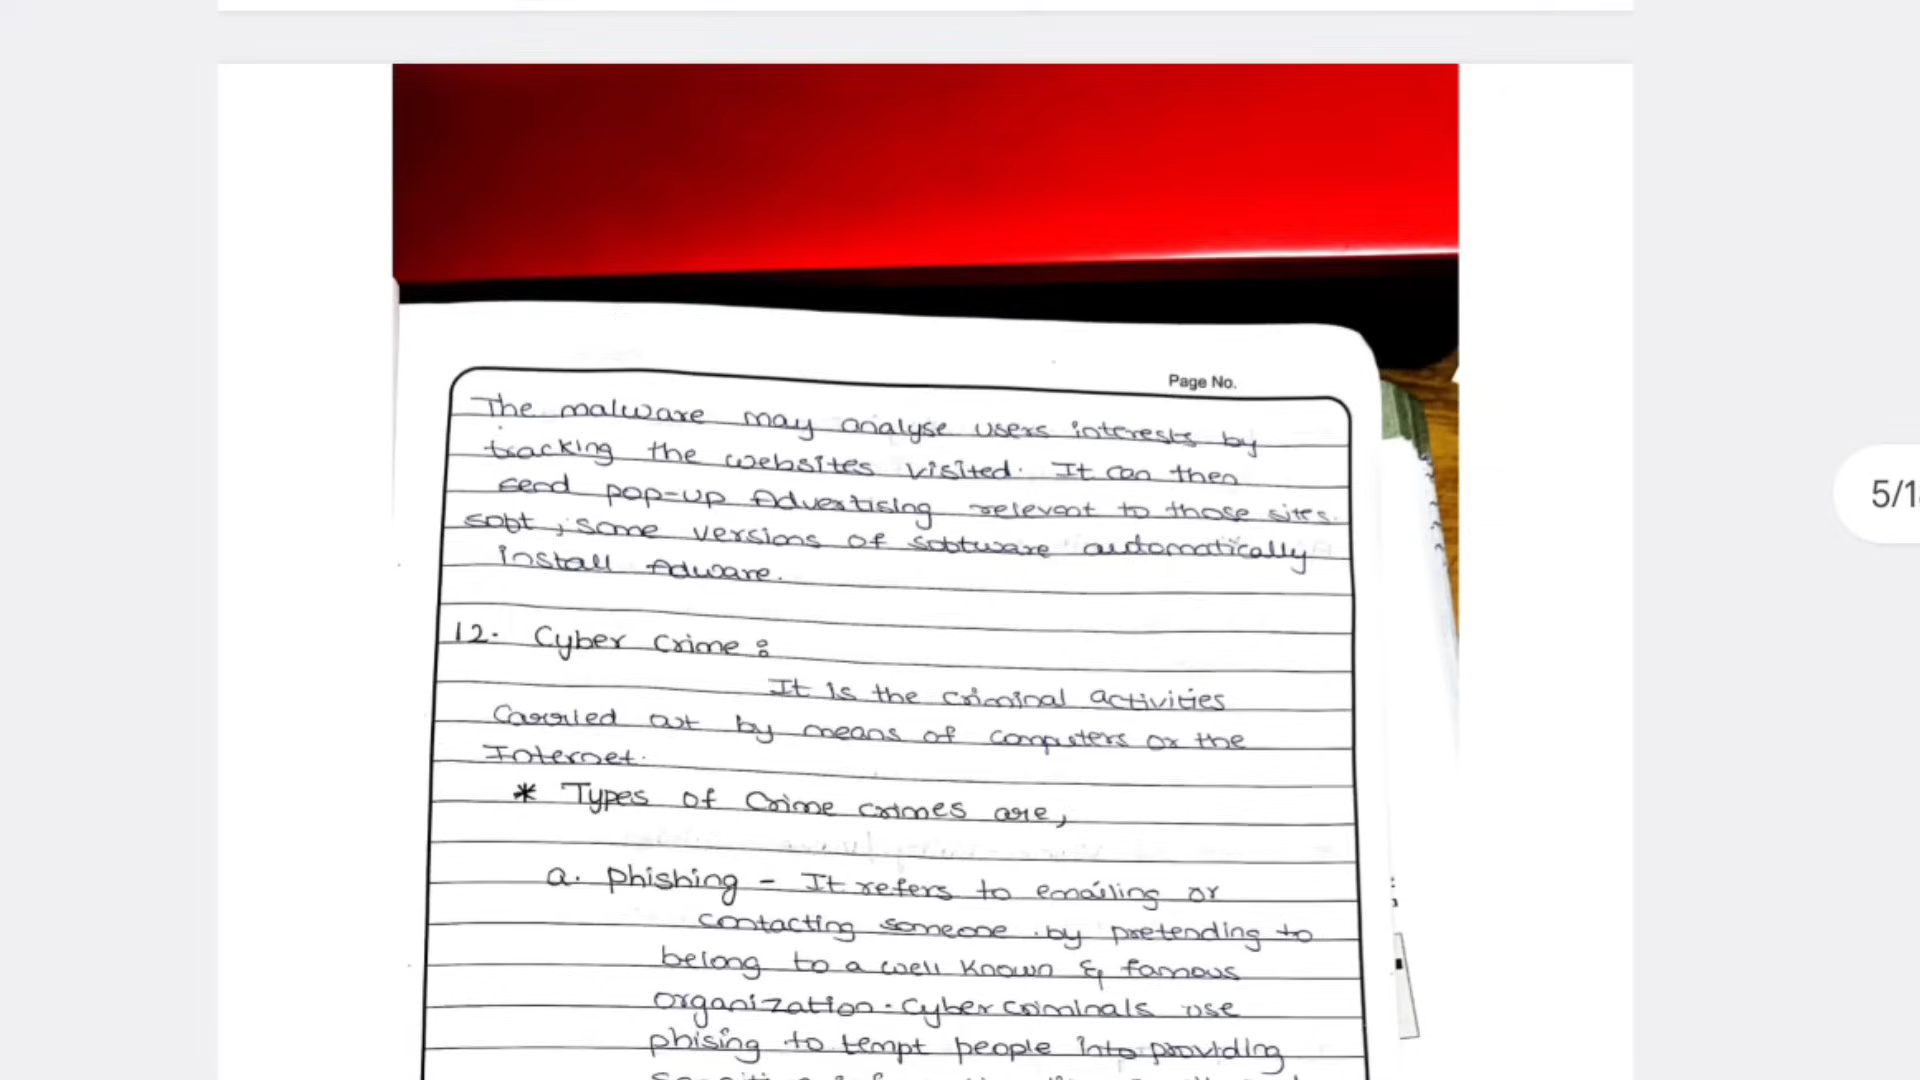 Page No.
The malware may analyse users interests by
tracking the websites visited. It can then
send pop-up Advertising relevent to those sites.
sobt, some versions of sobtware automatically
install Adware.
12. Cyber Crime :
It is the criminal activities
Carried out by means of computers or the
Internet.
* Types of Crime crimes are,
a. Phishing - It refers to emailing or
contacting someone by pretending to
belong to a well known & famous
organization. Cyber criminals use
phising to tempt people into providing
5/1